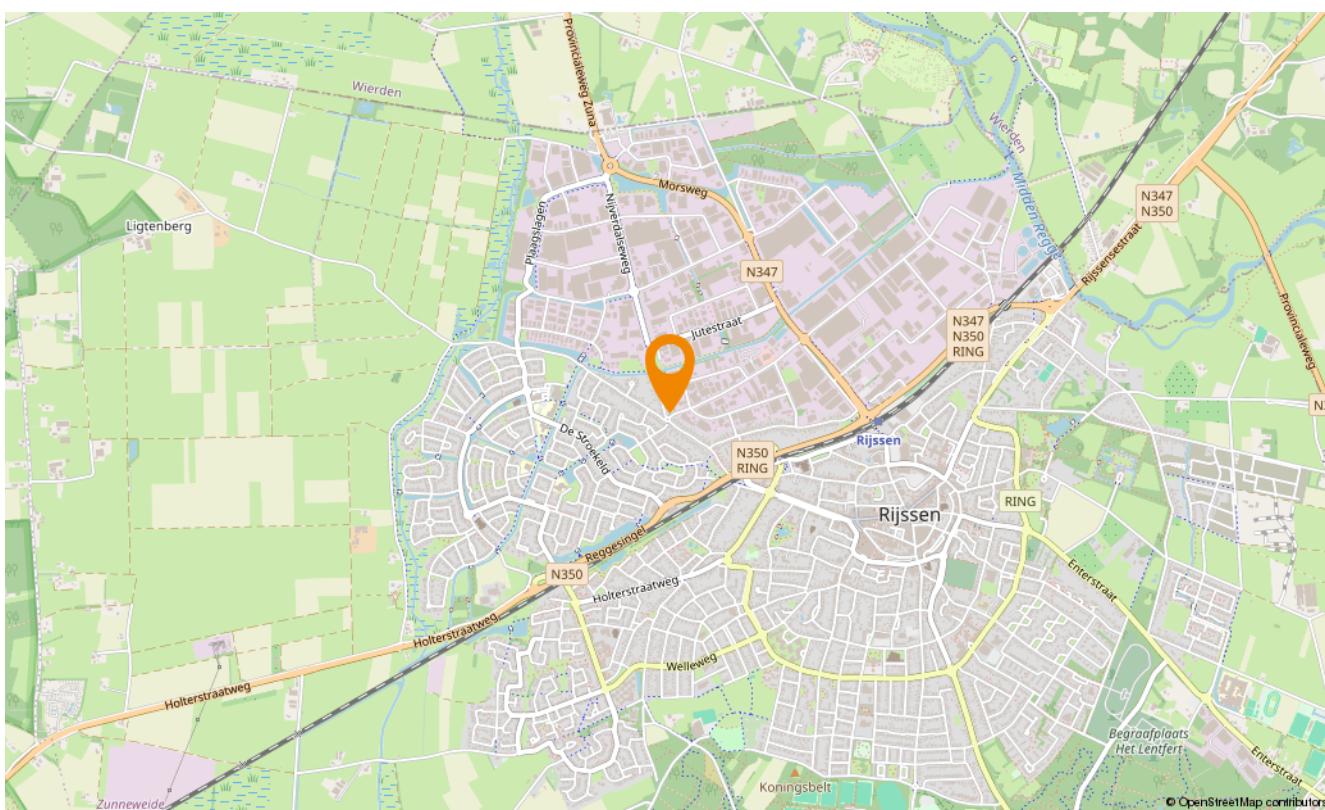 Provincialeweg Zuna
Wierden
Wierden
Midden Regge
Morsweg
N347
N350
Ligtenberg
Plaagslagen
Nijverdalseweg
Rijssensestraat
N347
Provincialeweg
Jutestraat
N347
N350
RING
De Stroekeld
Rijssen
N350
RING
RING
Rijssen
Reggesingel
N350
Holterstraatweg
Enterstraat
Holterstraatweg
Welleweg
Holterstraatweg
Begraafplaats
Het Lentfert
Enterstraat
Koningsbelt
Zunneweide
© OpenStreetMap contributors